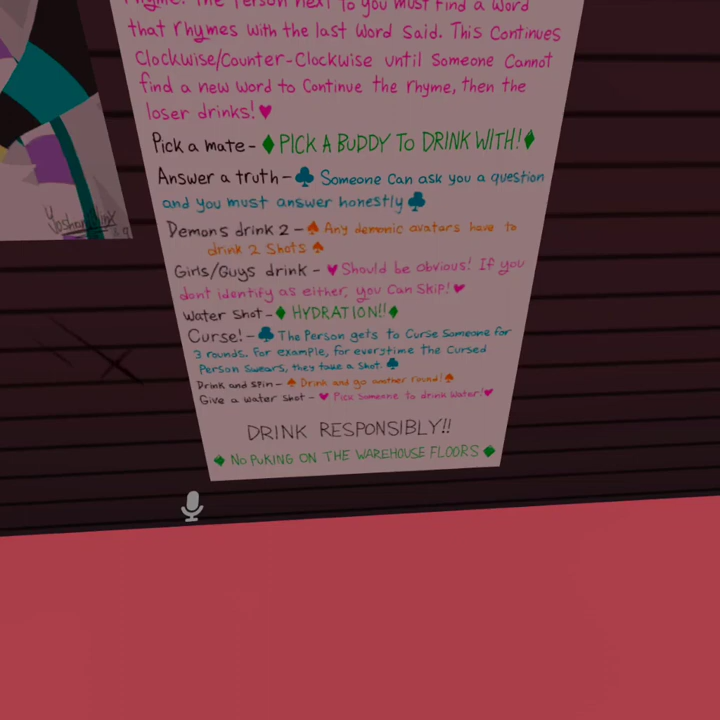 Rhyme: The Person next To you must Find a Word
that rhymes with the last Word Said. This Continues
Clockwise/Counter-Clockwise until Someone Cannot
find a new word to Continue the rhyme, then the
loser drinks!♥
Pick a mate- ♦ PICK A BUDDY TO DRINK WITH!♦
Answer a truth-♣ Someone Can ask you a question
and you must answer honestly ♣
Demons drink 2 -♠ Any demonic avatars have to
drink 2 Shots ♠
Girls/Guys drink - ♥ Should be obvious! If you
dont identify as either, you Can Skip!♥
Water Shot-♦ HYDRATION!!♦
Curse!-♣ The Person gets to Curse Someone for
3 rounds. For example, for everytime the Cursed
Person Swears, they take a Shot. ♣
Drink and Spin-♠ Drink and go another round!♠
Give a water Shot - ♥ Pick Someone to drink Water!♥
DRINK RESPONSIBLY!!
♦ No PUKING ON THE WAREHOUSE FLOORS ♦